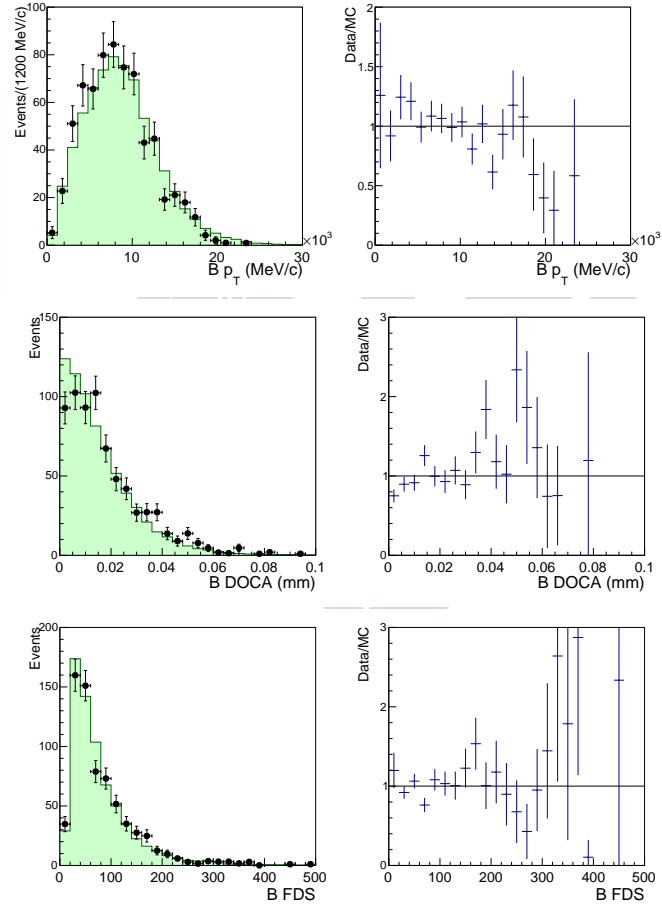 Events/(1200 MeV/c)
100
80
60
40
20
0
0 10 20 30
×10³
B p_T (MeV/c)
Data/MC
2
1.5
1
0.5
0
0 10 20 30
×10³
B p_T (MeV/c)
Events
150
100
50
0
0 0.02 0.04 0.06 0.08 0.1
B DOCA (mm)
Data/MC
3
2
1
0
0 0.02 0.04 0.06 0.08 0.1
B DOCA (mm)
Events
200
150
100
50
0
0 100 200 300 400 500
B FDS
Data/MC
3
2
1
0
0 100 200 300 400 500
B FDS